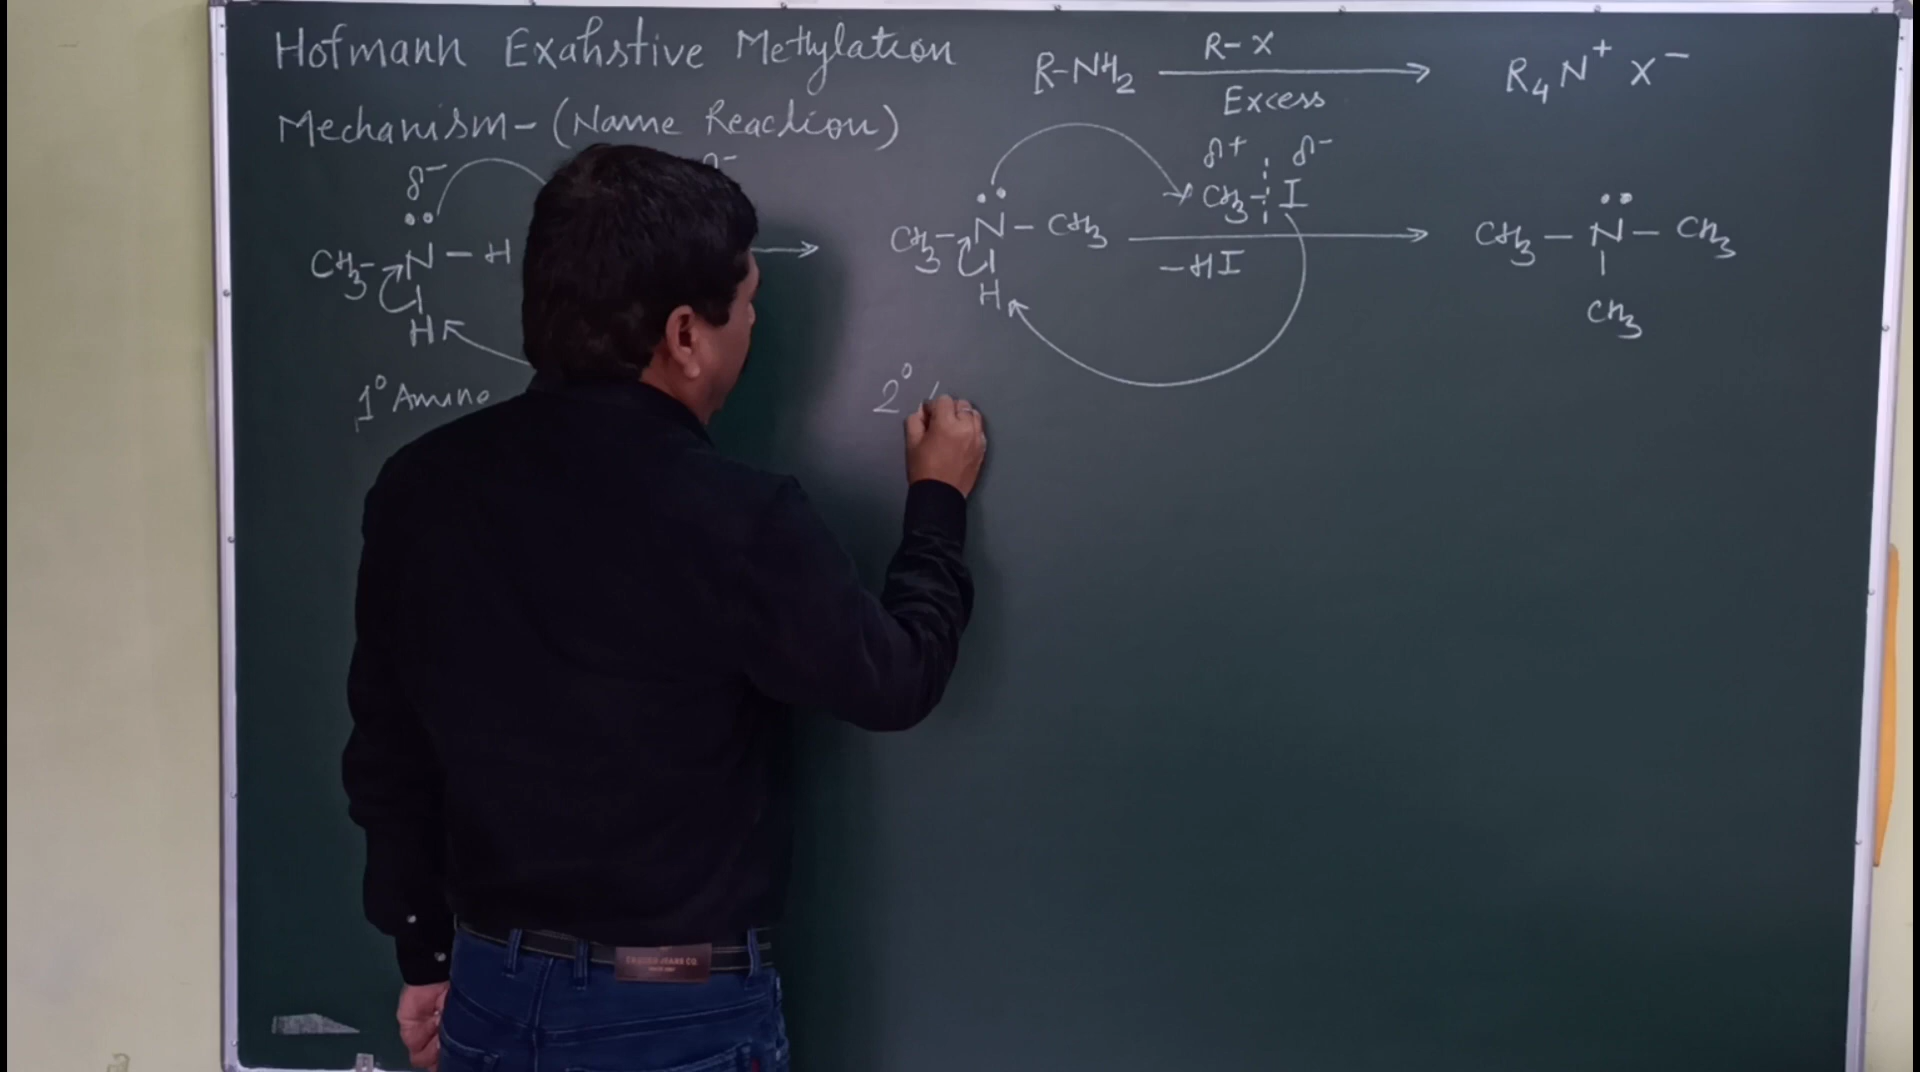 Hofmann Exahstive Methylation
Mechanism - (Name Reaction)
R-NH2 R-X Excess R4N+ X-
δ- δ+ δ-
CH3-N-H
H
1° Amine
CH3-N-CH3
H
CH3-I
-HI
CH3-N-CH3
CH3
2°